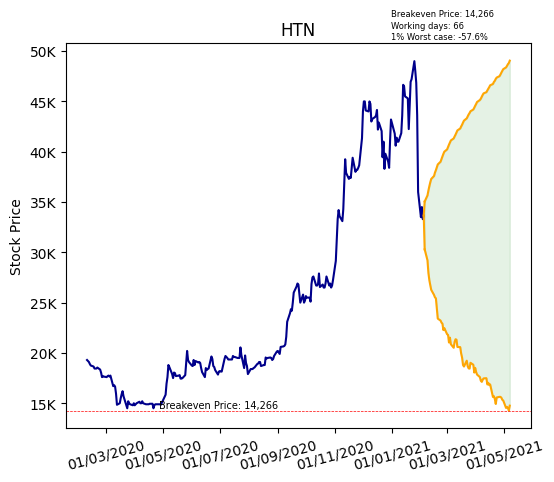 Breakeven Price: 14,266
Working days: 66
1% Worst case: -57.6%
HTN
Stock Price
50K
45K
40K
35K
30K
25K
20K
15K
Breakeven Price: 14,266
01/03/2020
01/05/2020
01/07/2020
01/09/2020
01/11/2020
01/01/2021
01/03/2021
01/05/2021